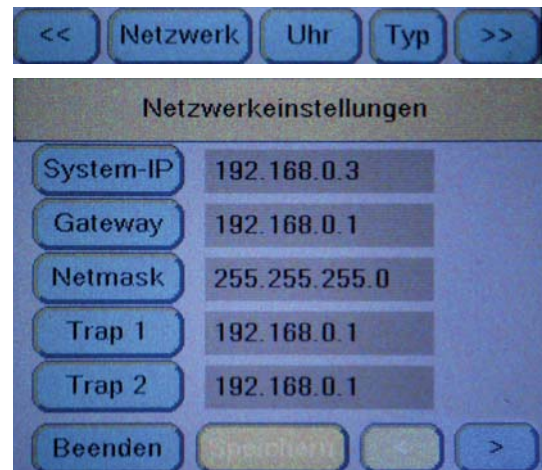 << Netzwerk Uhr Typ >>
Netzwerkeinstellungen
System-IP 192.168.0.3
Gateway 192.168.0.1
Netmask 255.255.255.0
Trap 1 192.168.0.1
Trap 2 192.168.0.1
Beenden Speichern < >